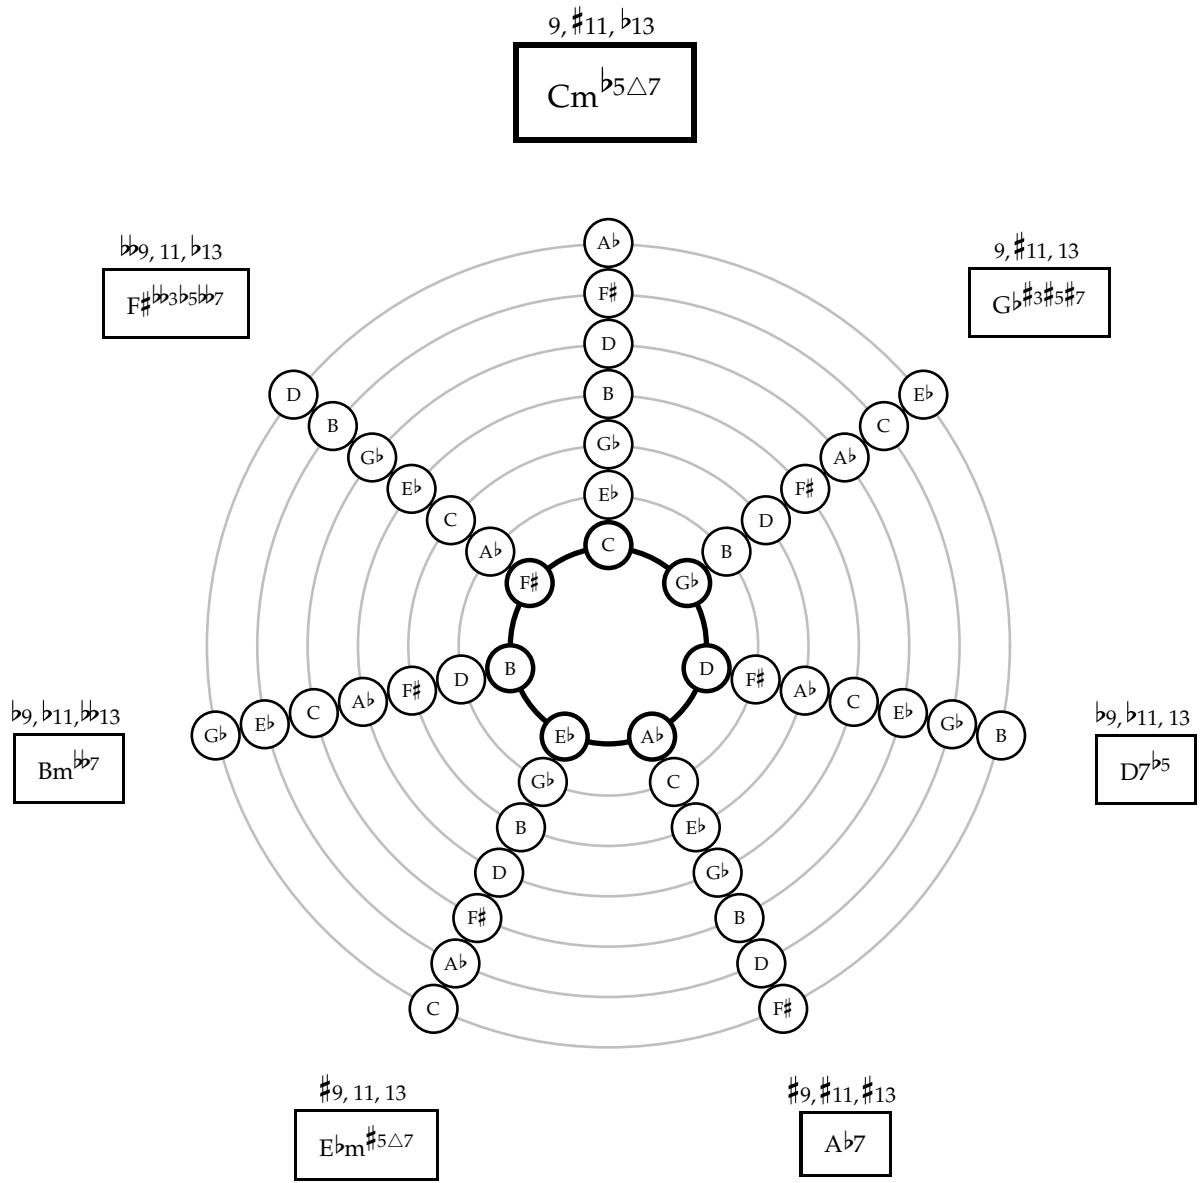 9, ♯11, ♭13
Cm♭5△7
♭♭9, 11, ♭13
F♯♭♭3♭5♭♭7
9, ♯11, 13
G♭♯3♯5♯7
A♭
F♯
D
B
G♭
E♭
C
D
B
G♭
E♭
C
A♭
F♯
E♭
C
A♭
F♯
D
B
G♭
♭9, ♭11, ♭♭13
Bm♭♭7
G♭ E♭ C A♭ F♯ D B
D F♯ A♭ C E♭ G♭ B
♭9, ♭11, 13
D7♭5
E♭
G♭
B
D
F♯
A♭
C
A♭
C
E♭
G♭
B
D
F♯
♯9, 11, 13
E♭m♯5△7
♯9, ♯11, ♯13
A♭7